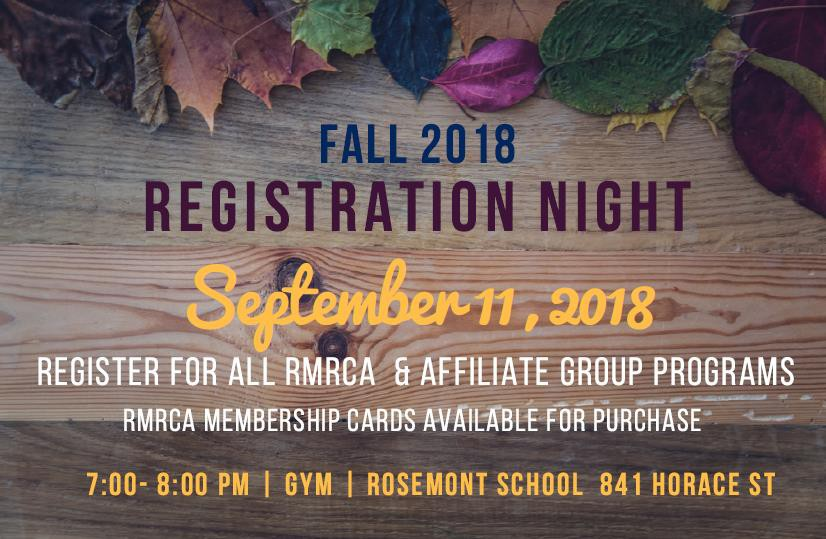 FALL 2018
REGISTRATION NIGHT
September 11, 2018
REGISTER FOR ALL RMRCA & AFFILIATE GROUP PROGRAMS
RMRCA MEMBERSHIP CARDS AVAILABLE FOR PURCHASE
7:00- 8:00 PM | GYM | ROSEMONT SCHOOL 841 HORACE ST